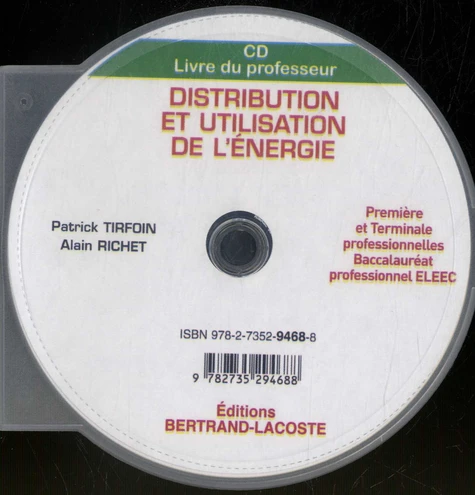 CD
Livre du professeur
DISTRIBUTION
ET UTILISATION
DE L'ÉNERGIE
Patrick TIRFOIN
Alain RICHET
Première
et Terminale
professionnelles
Baccalauréat
professionnel ELEEC
ISBN 978-2-7352-9468-8
9 782735 294688
Éditions
BERTRAND-LACOSTE